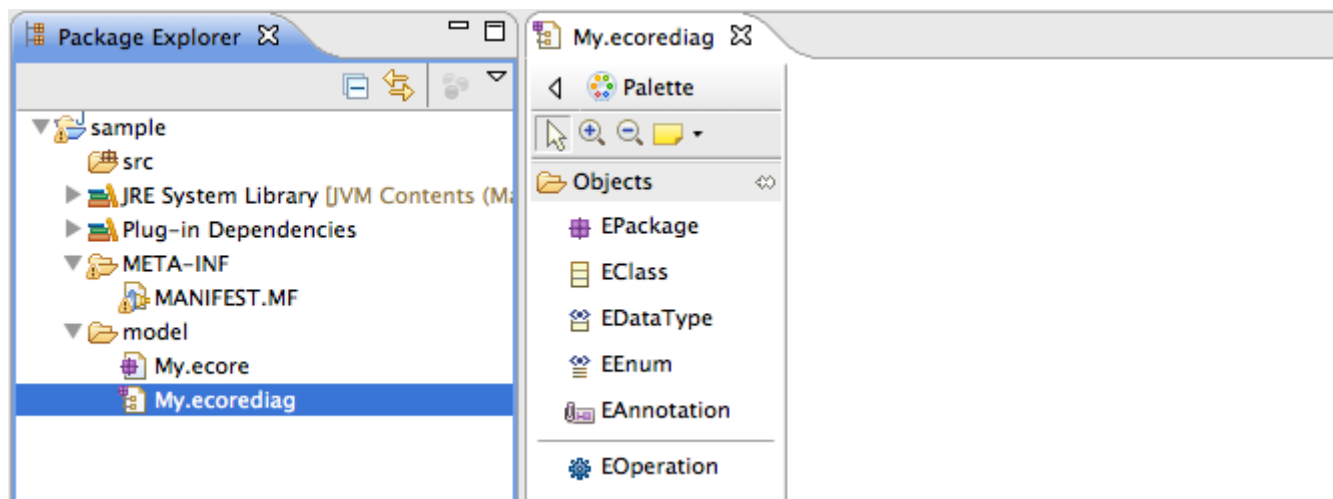 Package Explorer
sample
src
JRE System Library [JVM Contents (Ma
Plug-in Dependencies
META-INF
MANIFEST.MF
model
My.ecore
My.ecorediag
My.ecorediag
Palette
Objects
EPackage
EClass
EDataType
EEnum
EAnnotation
EOperation